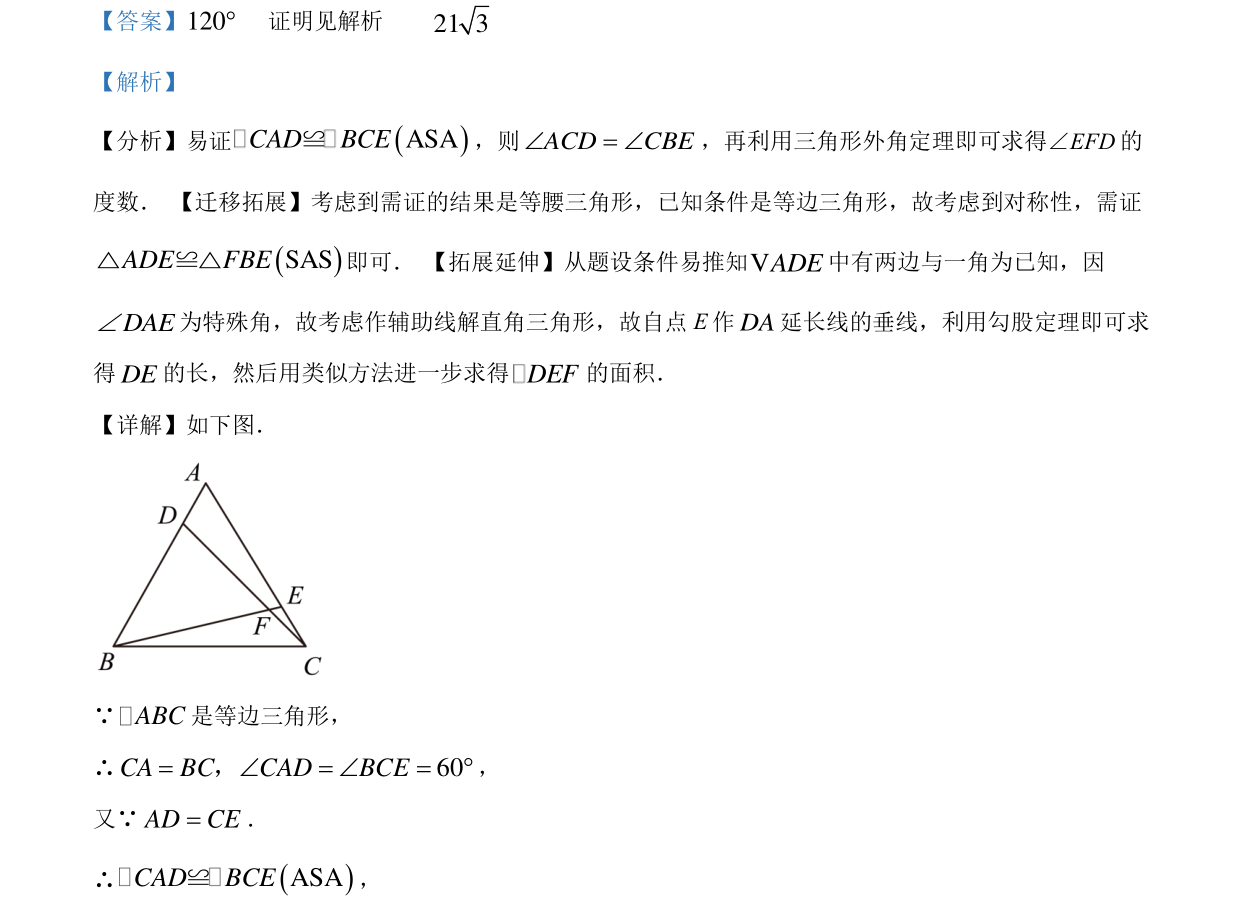 【答案】120° 证明见解析 21√3
【解析】
【分析】易证□CAD≌□BCE(ASA)，则∠ACD=∠CBE，再利用三角形外角定理即可求得∠EFD的
度数．【迁移拓展】考虑到需证的结果是等腰三角形，已知条件是等边三角形，故考虑到对称性，需证
△ADE≌△FBE(SAS)即可．【拓展延伸】从题设条件易推知VADE中有两边与一角为已知，因
∠DAE为特殊角，故考虑作辅助线解直角三角形，故自点E作DA延长线的垂线，利用勾股定理即可求
得DE的长，然后用类似方法进一步求得□DEF的面积．
【详解】如下图．
A
D
E
F
B
C
∵□ABC是等边三角形，
∴CA=BC，∠CAD=∠BCE=60°，
又∵AD=CE．
∴□CAD≌□BCE(ASA)，